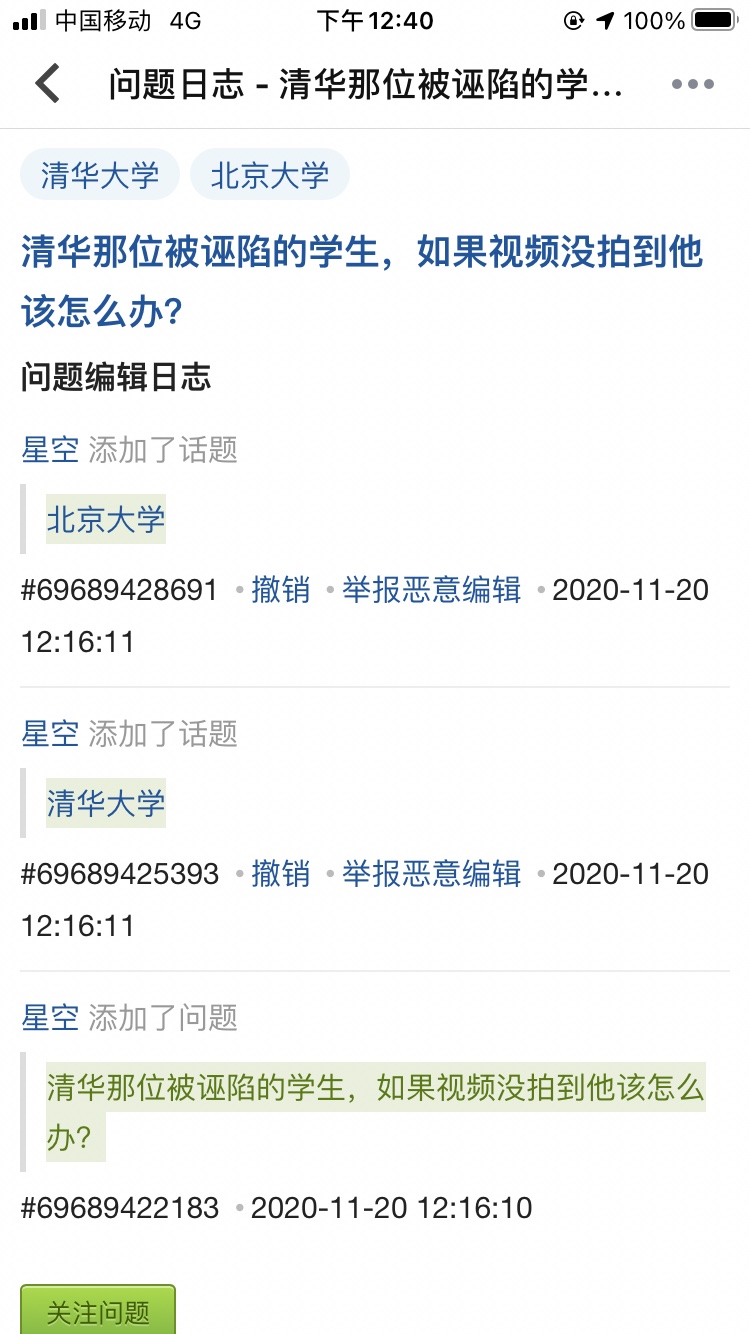 中国移动 4G 下午12:40 100%
问题日志 - 清华那位被诬陷的学...
清华大学 北京大学
清华那位被诬陷的学生，如果视频没拍到他
该怎么办？
问题编辑日志
星空 添加了话题
北京大学
#69689428691 •撤销 •举报恶意编辑 •2020-11-20
12:16:11
星空 添加了话题
清华大学
#69689425393 •撤销 •举报恶意编辑 •2020-11-20
12:16:11
星空 添加了问题
清华那位被诬陷的学生，如果视频没拍到他该怎么
办？
#69689422183 •2020-11-20 12:16:10
关注问题